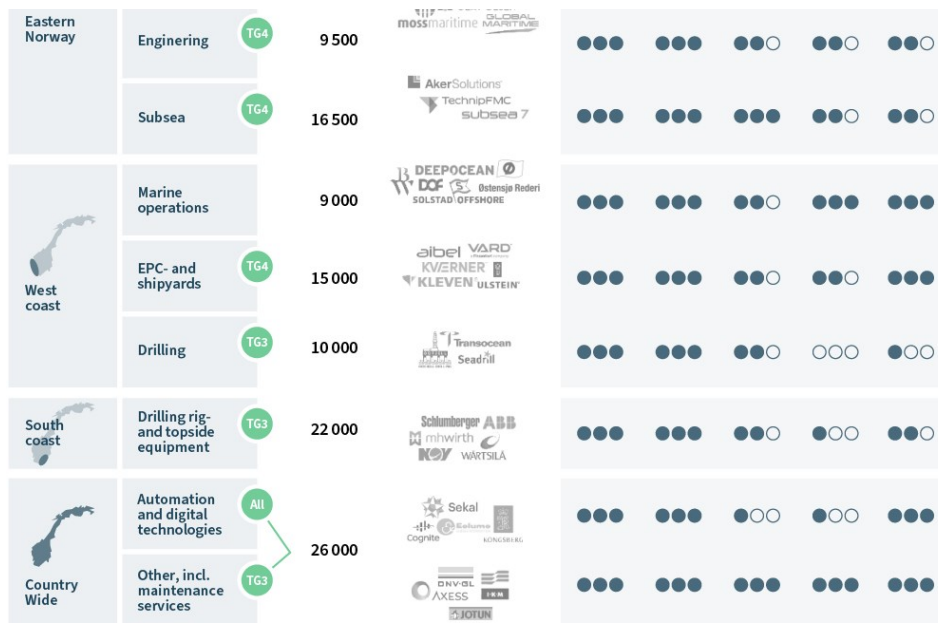 Eastern
Norway
Enginering
TG4
9 500
mossmaritime
GLOBAL
MARITIME
Subsea
TG4
16 500
AkerSolutions
TechnipFMC
subsea 7
West
coast
Marine
operations
9 000
DEEPOCEAN
DOF
Østensjø Rederi
SOLSTAD OFFSHORE
EPC- and
shipyards
TG4
15 000
aibel VARD
KVÆRNER
KLEVEN ULSTEIN
Drilling
TG3
10 000
Transocean
Seadrill
South
coast
Drilling rig-
and topside
equipment
TG3
22 000
Schlumberger ABB
mhwirth
NOV WÄRTSILÄ
Country
Wide
Automation
and digital
technologies
All
26 000
Sekal
Cognite
Eelume
KONGSBERG
Other, incl.
maintenance
services
TG3
DNV·GL
AXESS
IKM
JOTUN